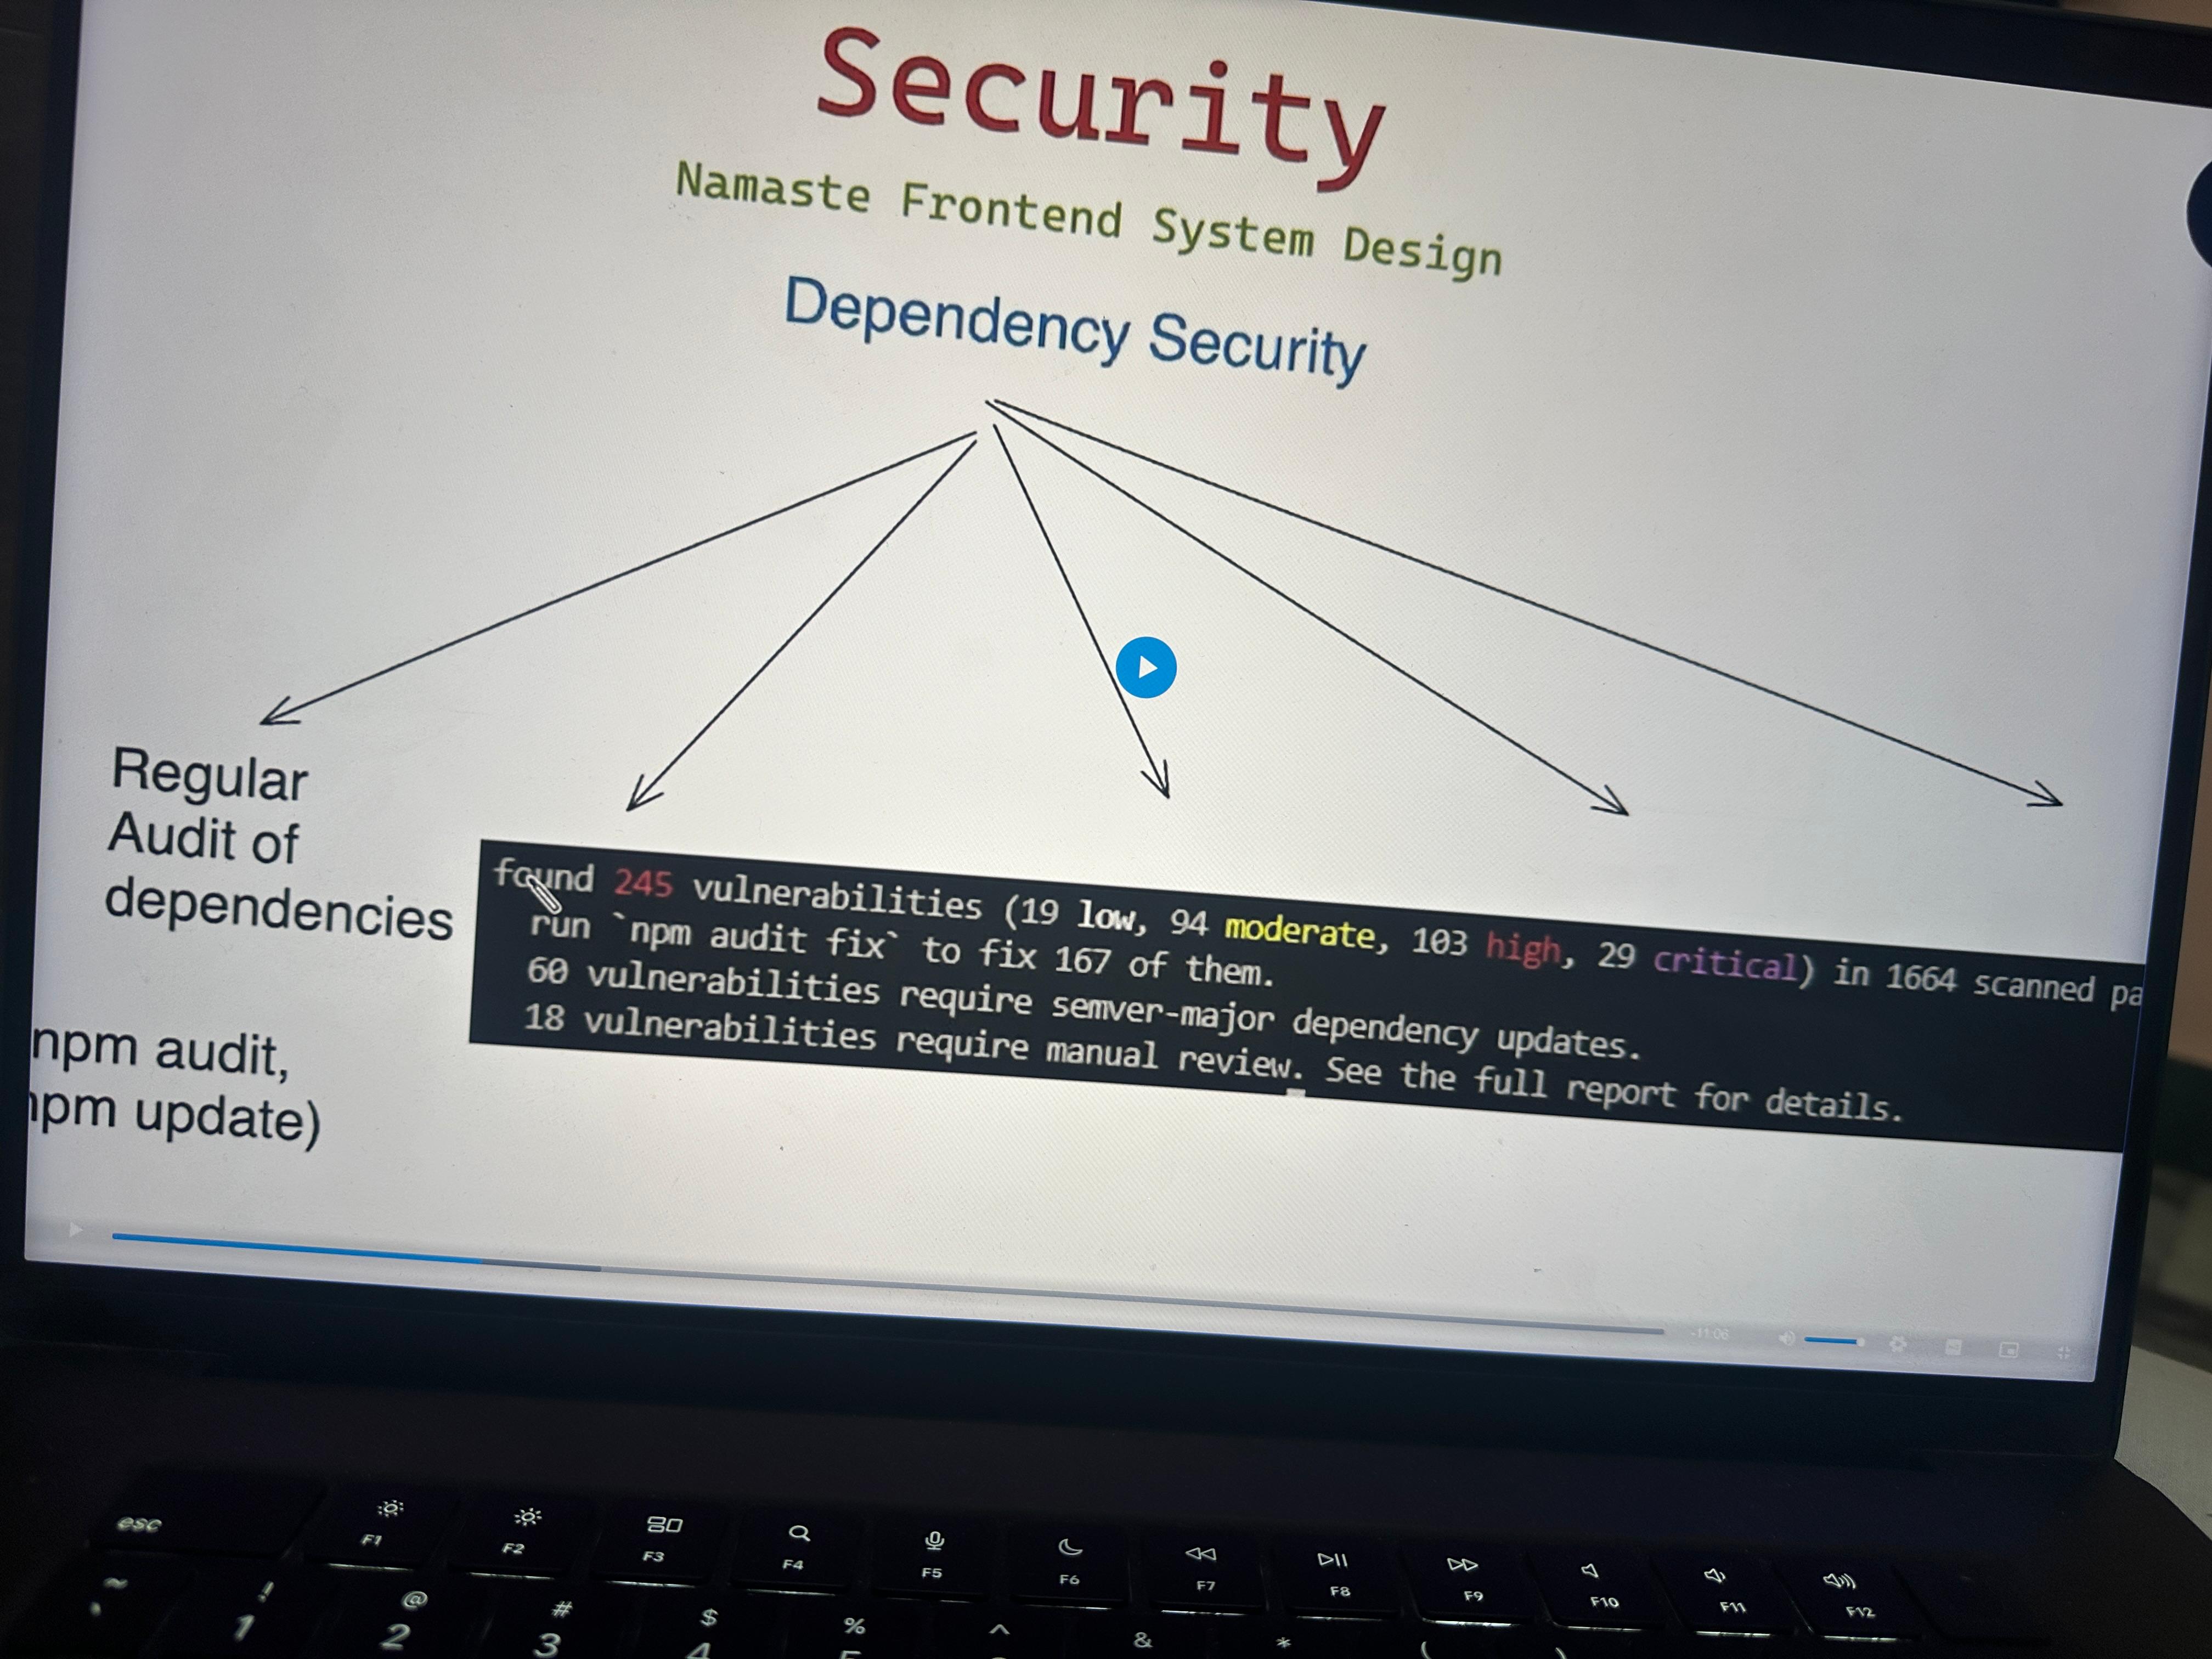 Security
Namaste Frontend System Design
Dependency Security
Regular
Audit of
dependencies
npm audit,
npm update)
found 245 vulnerabilities (19 low, 94 moderate, 103 high, 29 critical) in 1664 scanned pa
run `npm audit fix` to fix 167 of them.
60 vulnerabilities require semver-major dependency updates.
18 vulnerabilities require manual review. See the full report for details.
-11:06
esc
F1
F2
F3
F4
F5
F6
F7
F8
F9
F10
F11
F12
~
`
!
1
@
2
#
3
$
4
%
^
&
*
(
)